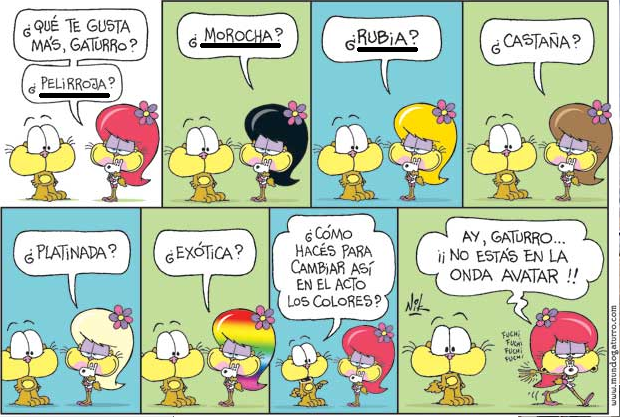 ¿QUÉ TE GUSTA
MÁS, GATURRO?
¿PELIRROJA?
¿MOROCHA?
¿RUBIA?
¿CASTAÑA?
¿PLATINADA?
¿EXÓTICA?
¿CÓMO
HACÉS PARA
CAMBIAR ASÍ
EN EL ACTO
LOS COLORES?
AY, GATURRO...
¡¡NO ESTÁS EN LA
ONDA AVATAR!!
NiK
FUCHI
FUCHI
FUCHI
FUCHI
www.mundogaturro.com